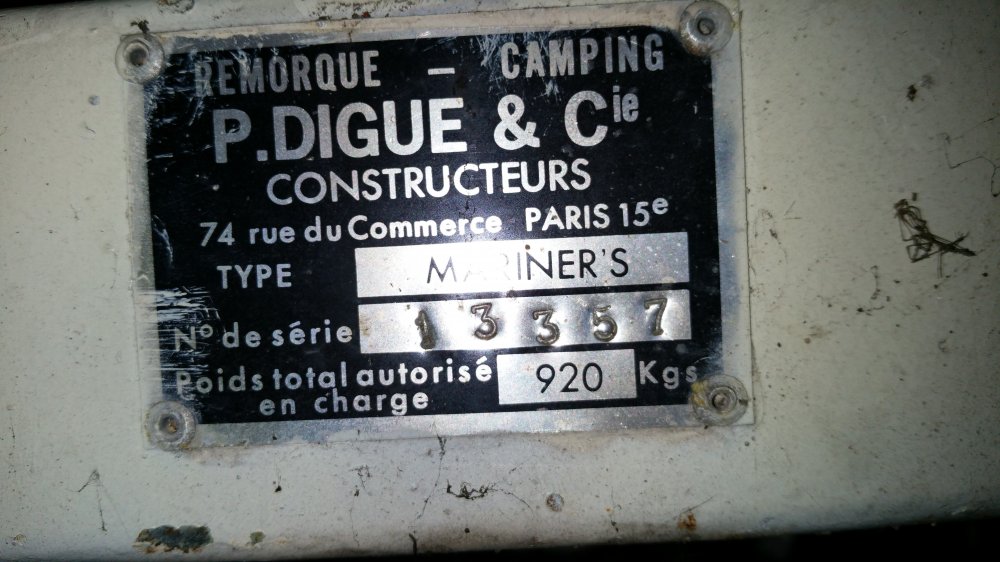 REMORQUE – CAMPING
P.DIGUE & Cie
CONSTRUCTEURS
74 rue du Commerce PARIS 15e
TYPE MARINER'S
N° de série 13357
Poids total autorisé 920 Kgs
en charge